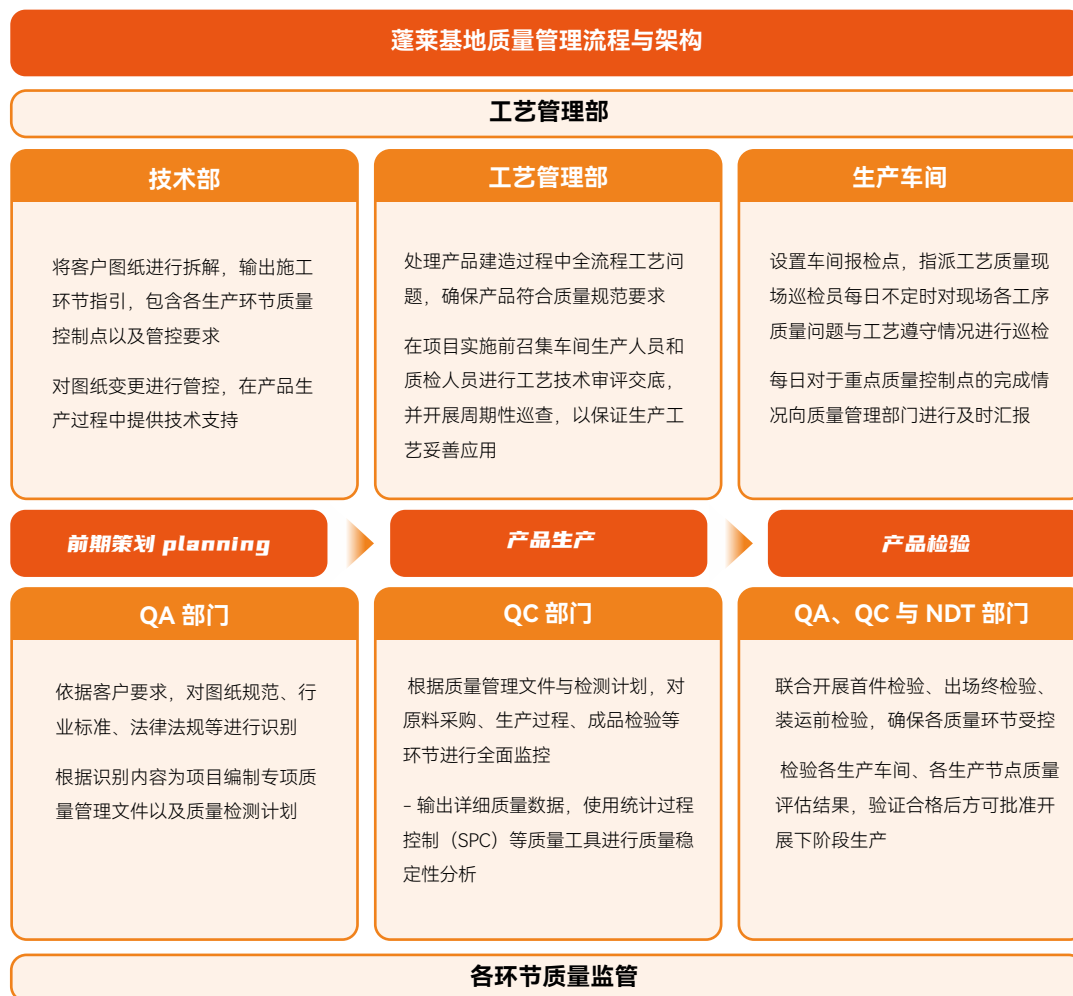 蓬莱基地质量管理流程与架构
工艺管理部
技术部
将客户图纸进行拆解，输出施工
环节指引，包含各生产环节质量
控制点以及管控要求
对图纸变更进行管控，在产品生
产过程中提供技术支持
工艺管理部
处理产品建造过程中全流程工艺问
题，确保产品符合质量规范要求
在项目实施前召集车间生产人员和
质检人员进行工艺技术审评交底，
并开展周期性巡查，以保证生产工
艺妥善应用
生产车间
设置车间报检点，指派工艺质量现
场巡检员每日不定时对现场各工序
质量问题与工艺遵守情况进行巡检
每日对于重点质量控制点的完成情
况向质量管理部门进行及时汇报
前期策划 planning
产品生产
产品检验
QA 部门
依据客户要求，对图纸规范、行
业标准、法律法规等进行识别
根据识别内容为项目编制专项质
量管理文件以及质量检测计划
QC 部门
根据质量管理文件与检测计划，对
原料采购、生产过程、成品检验等
环节进行全面监控
– 输出详细质量数据，使用统计过程
控制（SPC）等质量工具进行质量稳
定性分析
QA、QC 与 NDT 部门
联合开展首件检验、出场终检验、
装运前检验，确保各质量环节受控
检验各生产车间、各生产节点质量
评估结果，验证合格后方可批准开
展下阶段生产
各环节质量监管